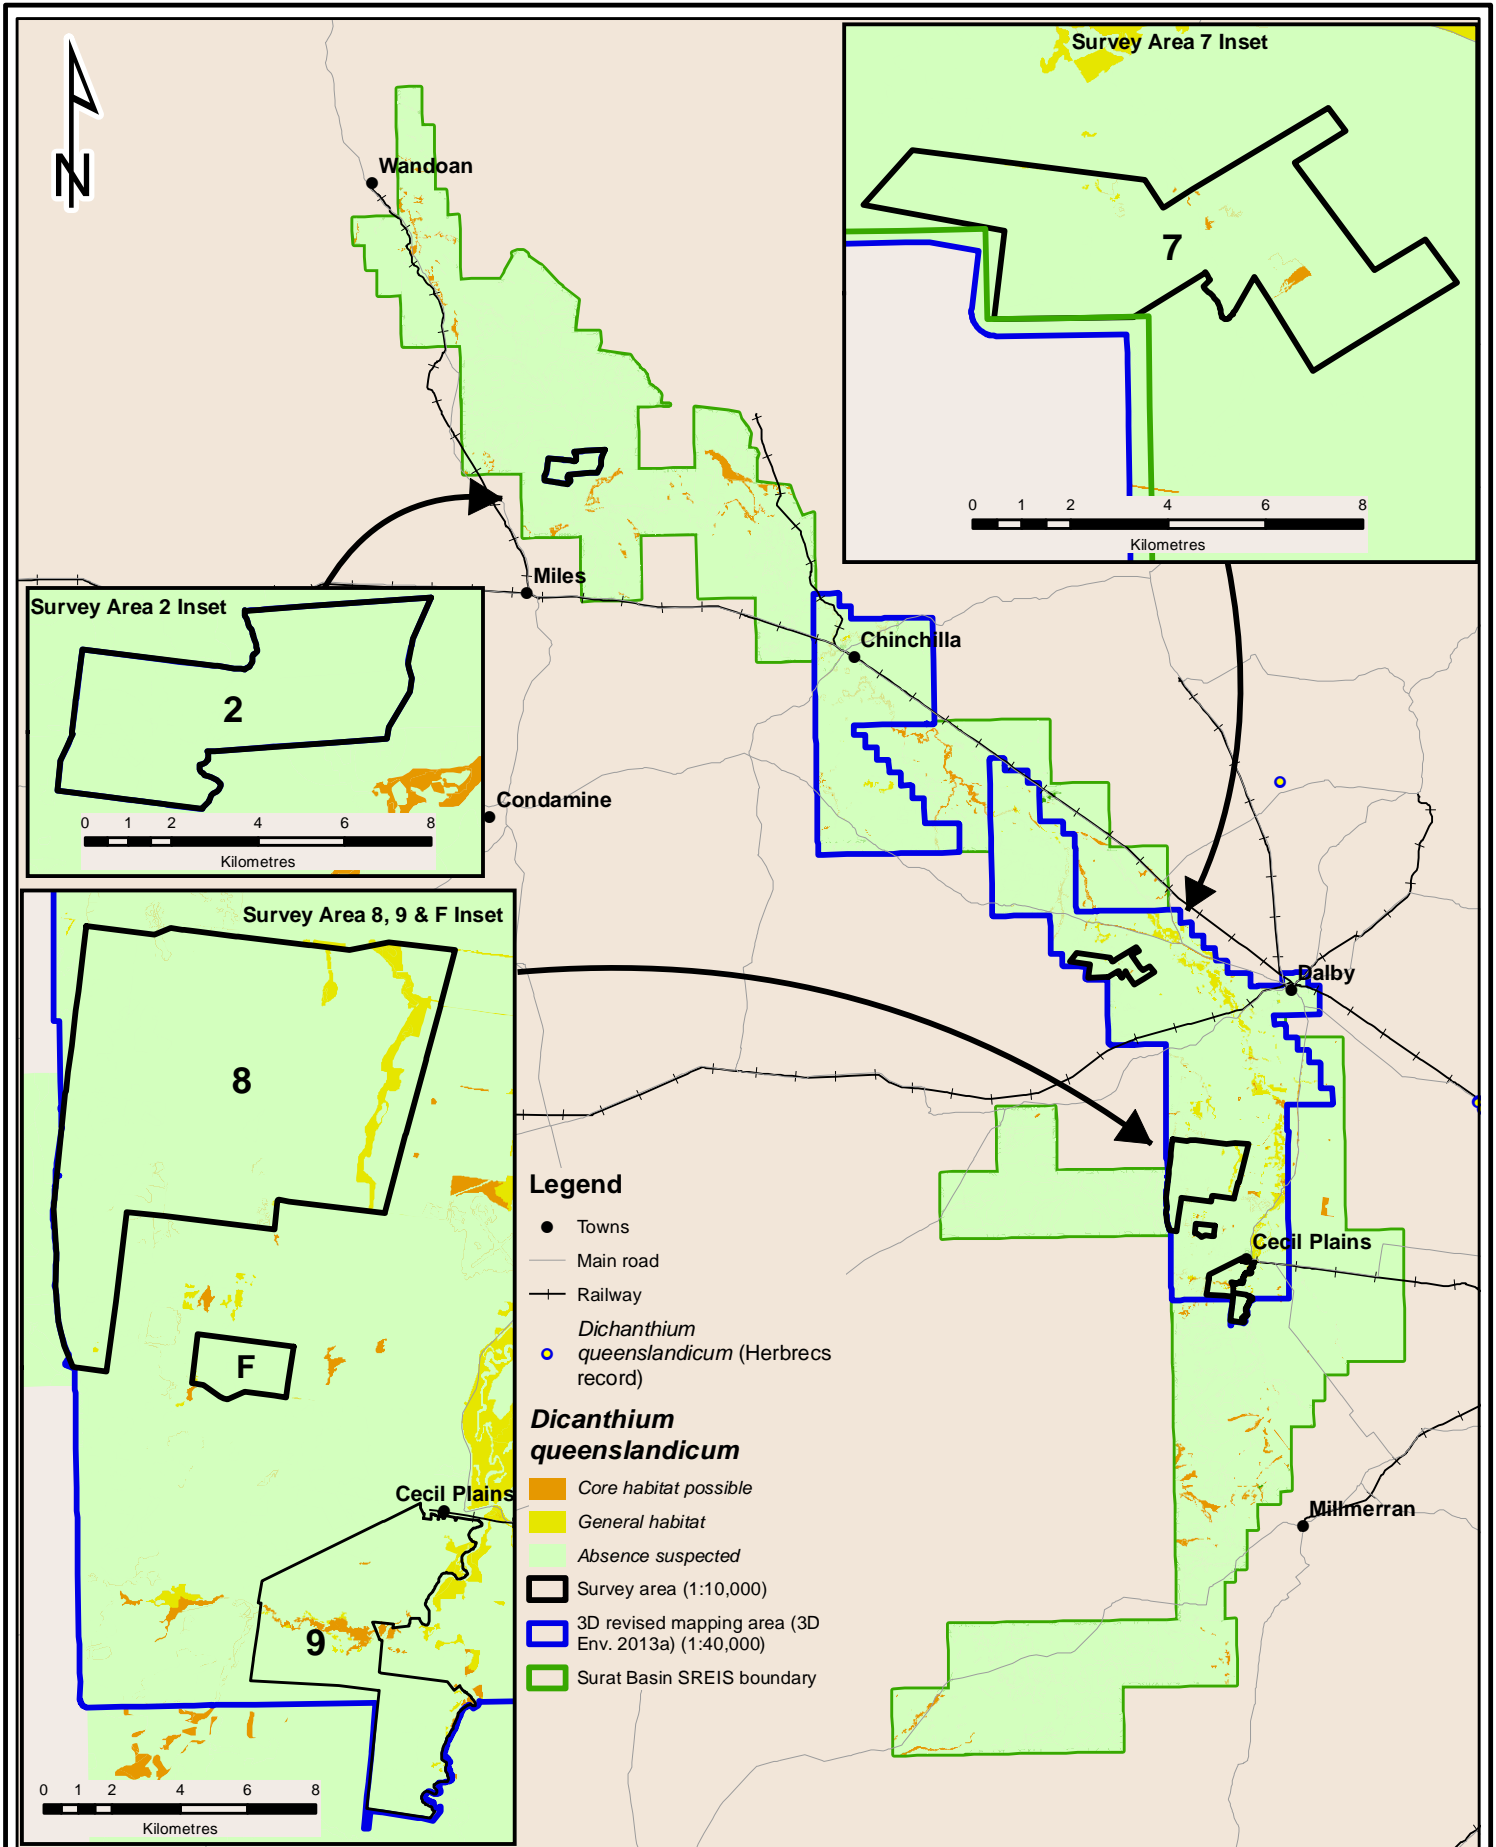 Survey Area 7 Inset
N
Wandoan
7
0 1 2 4 6 8
Kilometres
Miles
Survey Area 2 Inset
2
0 1 2 4 6 8
Kilometres
Chinchilla
Condamine
Survey Area 8, 9 & F Inset
8
F
Cecil Plains
9
0 1 2 4 6 8
Kilometres
Dalby
Cecil Plains
Millmerran
Legend
Towns
Main road
Railway
Dichanthium
queenslandicum (Herbrecs
record)
Dicanthium
queenslandicum
Core habitat possible
General habitat
Absence suspected
Survey area (1:10,000)
3D revised mapping area (3D
Env. 2013a) (1:40,000)
Surat Basin SREIS boundary